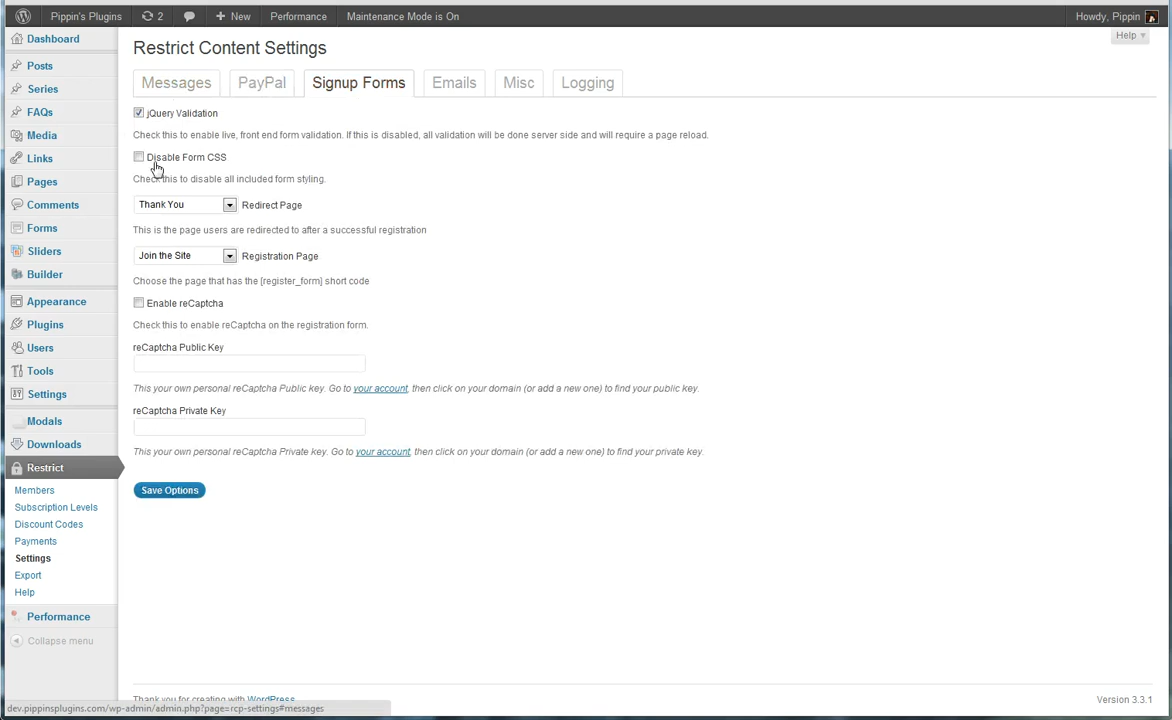 Pippin's Plugins 2 + New Performance Maintenance Mode is On Howdy, Pippin
Help
Dashboard
Posts
Series
FAQs
Media
Links
Pages
Comments
Forms
Sliders
Builder
Appearance
Plugins
Users
Tools
Settings
Modals
Downloads
Restrict
Members
Subscription Levels
Discount Codes
Payments
Settings
Export
Help
Performance
Collapse menu
Restrict Content Settings
Messages PayPal Signup Forms Emails Misc Logging
jQuery Validation
Check this to enable live, front end form validation. If this is disabled, all validation will be done server side and will require a page reload.
Disable Form CSS
Check this to disable all included form styling.
Thank You Redirect Page
This is the page users are redirected to after a successful registration
Join the Site Registration Page
Choose the page that has the [register_form] short code
Enable reCaptcha
Check this to enable reCaptcha on the registration form.
reCaptcha Public Key
This your own personal reCaptcha Public key. Go to your account, then click on your domain (or add a new one) to find your public key.
reCaptcha Private Key
This your own personal reCaptcha Private key. Go to your account, then click on your domain (or add a new one) to find your private key.
Save Options
Thank you for creating with WordPress
Version 3.3.1
dev.pippinsplugins.com/wp-admin/admin.php?page=rcp-settings#messages